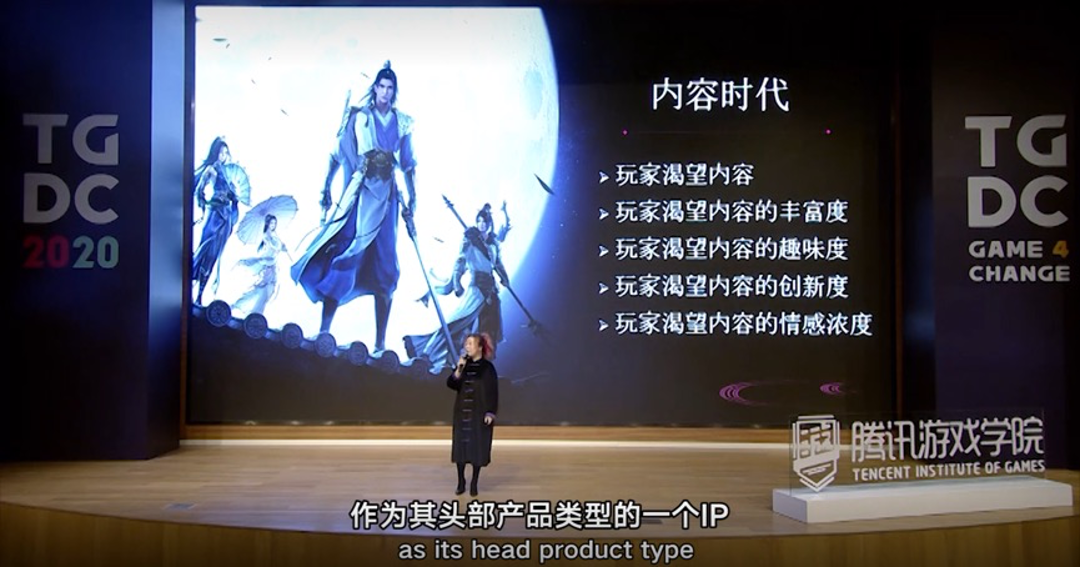 TG
DC
2020
内容时代
➢ 玩家渴望内容
➢ 玩家渴望内容的丰富度
➢ 玩家渴望内容的趣味度
➢ 玩家渴望内容的创新度
➢ 玩家渴望内容的情感浓度
TG
DC
GAME 4
CHANGE
腾讯游戏学院
TENCENT INSTITUTE OF GAMES
作为其头部产品类型的一个IP
as its head product type